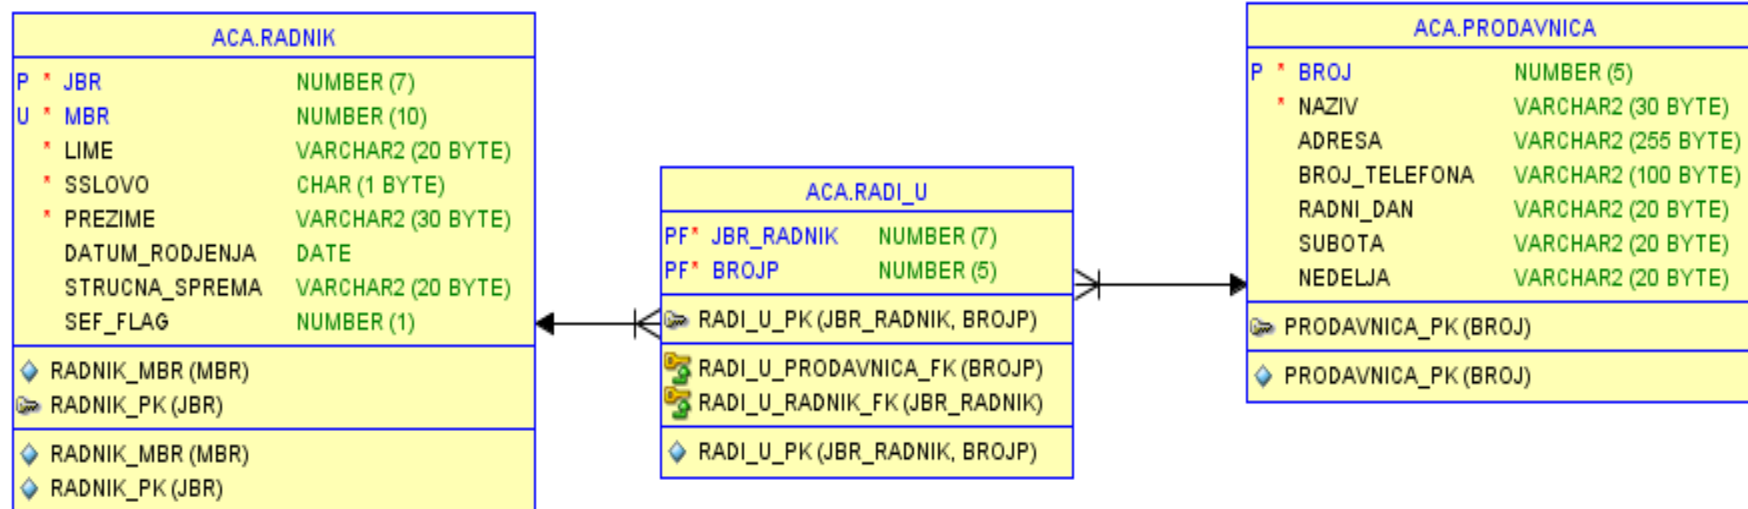 ACA.RADNIK
P * JBR NUMBER (7)
U * MBR NUMBER (10)
* LIME VARCHAR2 (20 BYTE)
* SSLOVO CHAR (1 BYTE)
* PREZIME VARCHAR2 (30 BYTE)
DATUM_RODJENJA DATE
STRUCNA_SPREMA VARCHAR2 (20 BYTE)
SEF_FLAG NUMBER (1)
RADNIK_MBR (MBR)
RADNIK_PK (JBR)
RADNIK_MBR (MBR)
RADNIK_PK (JBR)
ACA.RADI_U
PF* JBR_RADNIK NUMBER (7)
PF* BROJP NUMBER (5)
RADI_U_PK (JBR_RADNIK, BROJP)
RADI_U_PRODAVNICA_FK (BROJP)
RADI_U_RADNIK_FK (JBR_RADNIK)
RADI_U_PK (JBR_RADNIK, BROJP)
ACA.PRODAVNICA
P * BROJ NUMBER (5)
* NAZIV VARCHAR2 (30 BYTE)
ADRESA VARCHAR2 (255 BYTE)
BROJ_TELEFONA VARCHAR2 (100 BYTE)
RADNI_DAN VARCHAR2 (20 BYTE)
SUBOTA VARCHAR2 (20 BYTE)
NEDELJA VARCHAR2 (20 BYTE)
PRODAVNICA_PK (BROJ)
PRODAVNICA_PK (BROJ)